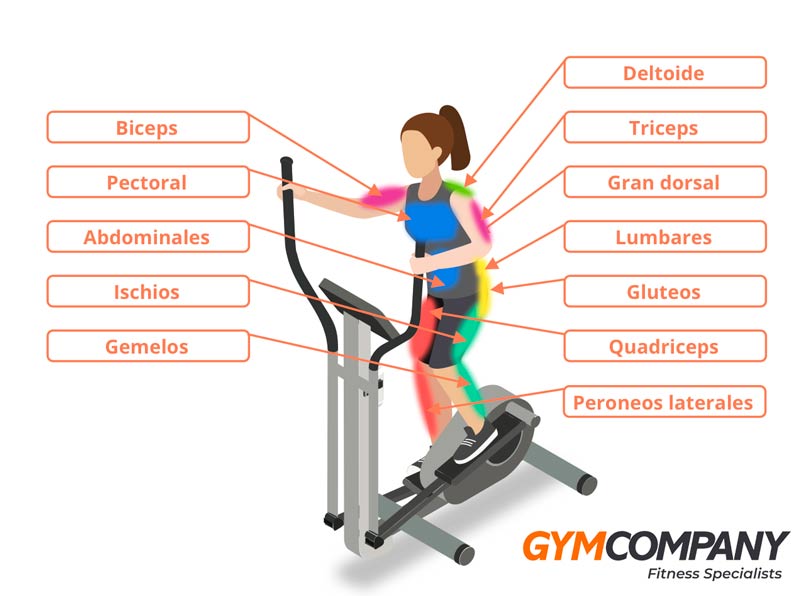 Biceps
Pectoral
Abdominales
Ischios
Gemelos
Deltoide
Triceps
Gran dorsal
Lumbares
Gluteos
Quadriceps
Peroneos laterales
GYMCOMPANY
Fitness Specialists